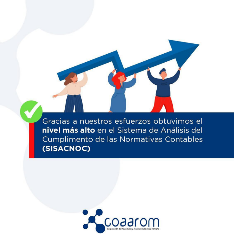 Gracias a nuestros esfuerzos obtuvimos el
nivel más alto en el Sistema de Análisis del
Cumplimiento de las Normativas Contables
(SISACNOC)
coaarom